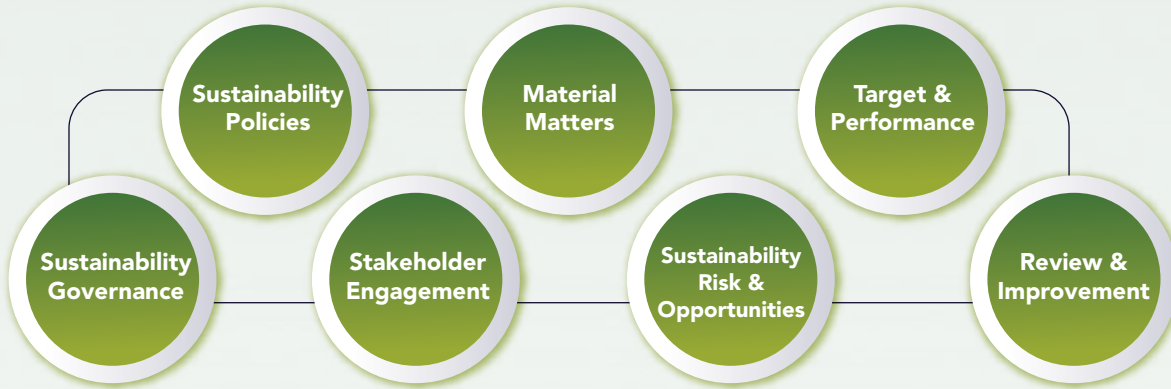 Sustainability
Policies
Material
Matters
Target &
Performance
Sustainability
Governance
Stakeholder
Engagement
Sustainability
Risk &
Opportunities
Review &
Improvement